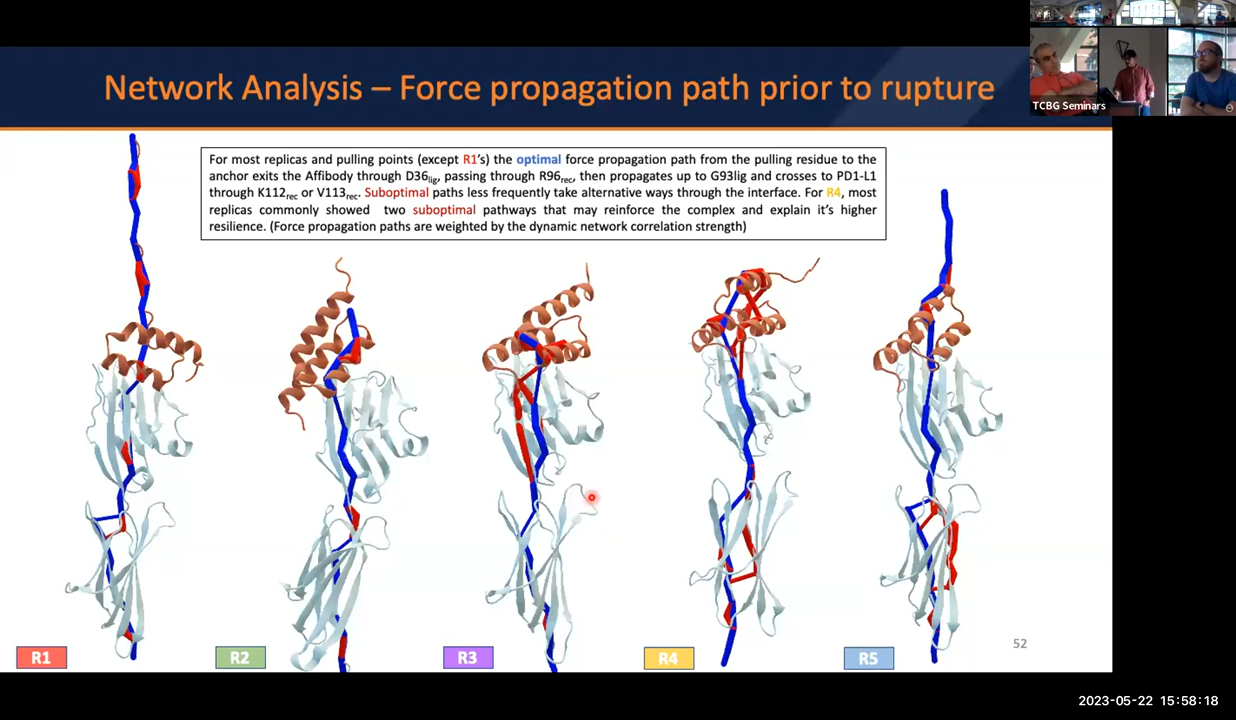 Network Analysis – Force propagation path prior to rupture
TCBG Seminars
For most replicas and pulling points (except R1's) the optimal force propagation path from the pulling residue to the
anchor exits the Affibody through D36lig, passing through R96rec, then propagates up to G93lig and crosses to PD1-L1
through K112rec or V113rec. Suboptimal paths less frequently take alternative ways through the interface. For R4, most
replicas commonly showed two suboptimal pathways that may reinforce the complex and explain it's higher
resilience. (Force propagation paths are weighted by the dynamic network correlation strength)
R1
R2
R3
R4
R5
52
2023-05-22 15:58:18